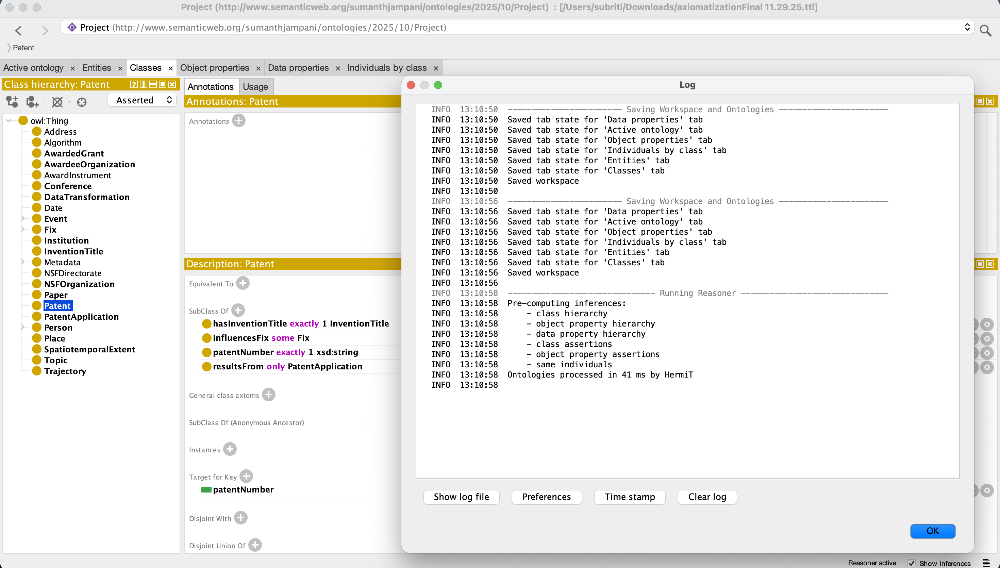 Project (http://www.semanticweb.org/sumanthjampani/ontologies/2025/10/Project) : [/Users/subriti/Downloads/axiomatizationFinal 11.29.25.ttl]
Project (http://www.semanticweb.org/sumanthjampani/ontologies/2025/10/Project)
Patent
Active ontology × Entities × Classes × Object properties × Data properties × Individuals by class ×
Class hierarchy: Patent
Asserted
owl:Thing
Address
Algorithm
AwardedGrant
AwardeeOrganization
AwardInstrument
Conference
DataTransformation
Date
Event
Fix
Institution
InventionTitle
Metadata
NSFDirectorate
NSFOrganization
Paper
Patent
PatentApplication
Person
Place
SpatiotemporalExtent
Topic
Trajectory
Annotations Usage
Annotations: Patent
Annotations
Description: Patent
Equivalent To
SubClass Of
hasInventionTitle exactly 1 InventionTitle
influencesFix some Fix
patentNumber exactly 1 xsd:string
resultsFrom only PatentApplication
General class axioms
SubClass Of (Anonymous Ancestor)
Instances
Target for Key
patentNumber
Disjoint With
Disjoint Union Of
Log
INFO 13:10:50 ------------------------ Saving Workspace and Ontologies -----------------------
INFO 13:10:50 Saved tab state for 'Data properties' tab
INFO 13:10:50 Saved tab state for 'Active ontology' tab
INFO 13:10:50 Saved tab state for 'Object properties' tab
INFO 13:10:50 Saved tab state for 'Individuals by class' tab
INFO 13:10:50 Saved tab state for 'Entities' tab
INFO 13:10:50 Saved tab state for 'Classes' tab
INFO 13:10:50 Saved workspace
INFO 13:10:50
INFO 13:10:56 ------------------------ Saving Workspace and Ontologies -----------------------
INFO 13:10:56 Saved tab state for 'Data properties' tab
INFO 13:10:56 Saved tab state for 'Active ontology' tab
INFO 13:10:56 Saved tab state for 'Object properties' tab
INFO 13:10:56 Saved tab state for 'Individuals by class' tab
INFO 13:10:56 Saved tab state for 'Entities' tab
INFO 13:10:56 Saved tab state for 'Classes' tab
INFO 13:10:56 Saved workspace
INFO 13:10:56
INFO 13:10:58 ------------------------------- Running Reasoner -------------------------------
INFO 13:10:58 Pre-computing inferences:
INFO 13:10:58 - class hierarchy
INFO 13:10:58 - object property hierarchy
INFO 13:10:58 - data property hierarchy
INFO 13:10:58 - class assertions
INFO 13:10:58 - object property assertions
INFO 13:10:58 - same individuals
INFO 13:10:58 Ontologies processed in 41 ms by HermiT
INFO 13:10:58
Show log file Preferences Time stamp Clear log
OK
Reasoner active Show Inferences